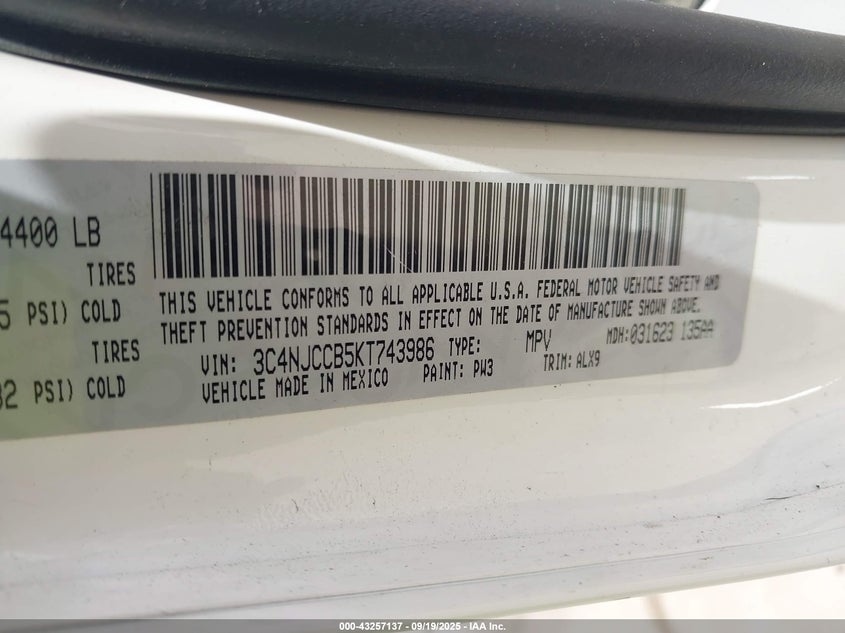 4400 LB
TIRES
5 PSI) COLD
TIRES
32 PSI) COLD
THIS VEHICLE CONFORMS TO ALL APPLICABLE U.S.A. FEDERAL MOTOR VEHICLE SAFETY AND
THEFT PREVENTION STANDARDS IN EFFECT ON THE DATE OF MANUFACTURE SHOWN ABOVE.
VIN: 3C4NJCCB5KT743986 TYPE: MPV MDH:031623 135AA
VEHICLE MADE IN MEXICO PAINT: PW3 TRIM: ALX9
000-43257137 - 09/19/2025 - IAA Inc.